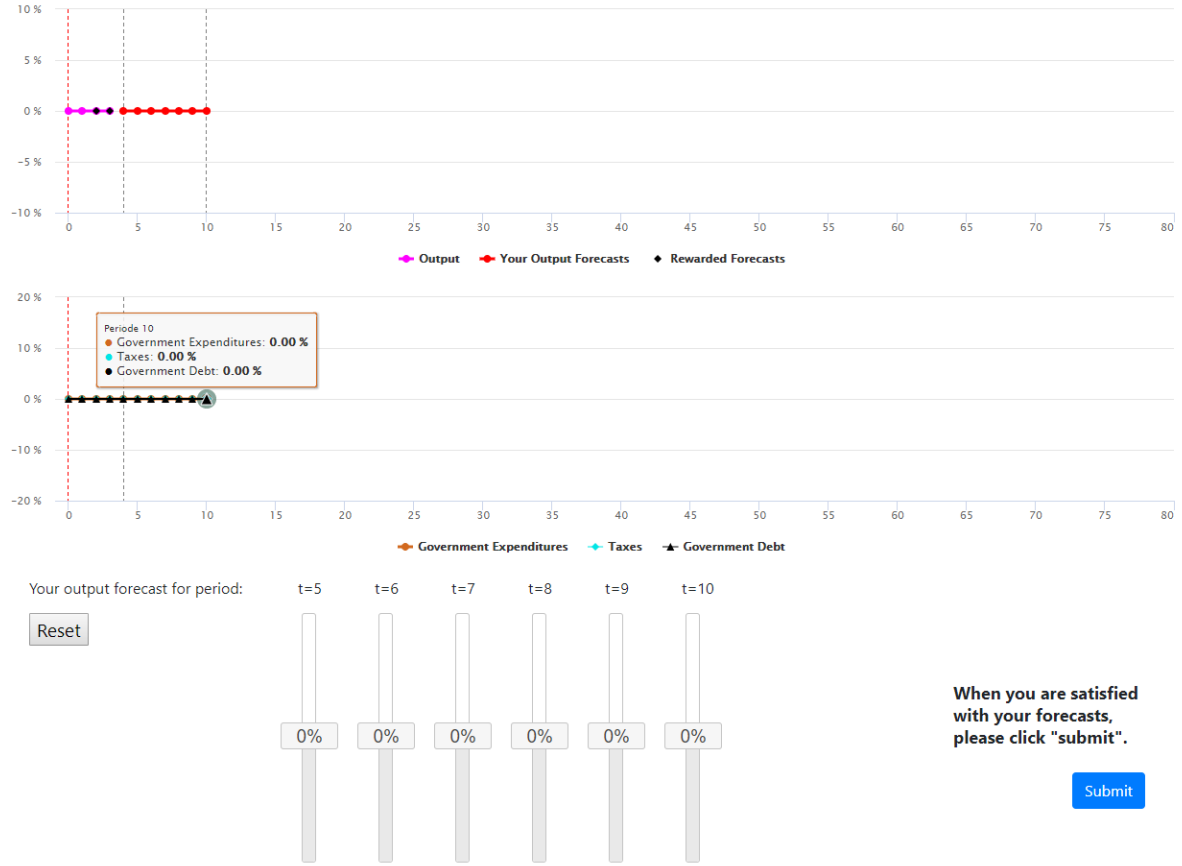 10 %
5 %
0 %
−5 %
−10 %
0 5 10 15 20 25 30 35 40 45 50 55 60 65 70 75 80
Output Your Output Forecasts Rewarded Forecasts
20 %
Periode 10
Government Expenditures: 0.00 %
10 %
Taxes: 0.00 %
Government Debt: 0.00 %
0 %
−10 %
−20 %
0 5 10 15 20 25 30 35 40 45 50 55 60 65 70 75 80
Government Expenditures Taxes Government Debt
Your output forecast for period: t=5 t=6 t=7 t=8 t=9 t=10
Reset
When you are satisfied
with your forecasts,
please click "submit".
0% 0% 0% 0% 0% 0%
Submit